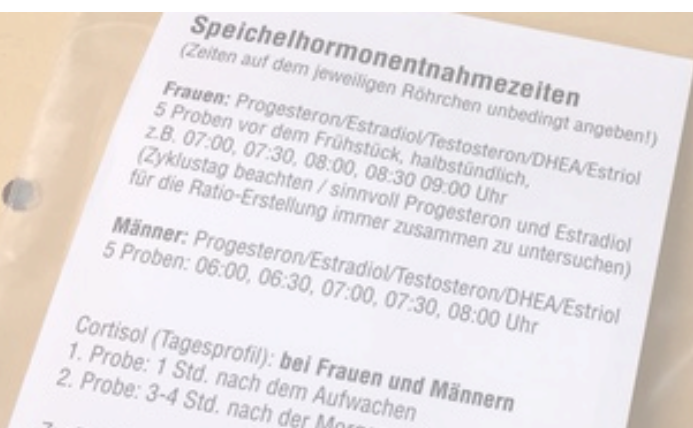 Speichelhormonentnahmezeiten
(Zeiten auf dem jeweiligen Röhrchen unbedingt angeben!)
Frauen: Progesteron/Estradiol/Testosteron/DHEA/Estriol
5 Proben vor dem Frühstück, halbstündlich,
z.B. 07:00, 07:30, 08:00, 08:30 09:00 Uhr
(Zyklustag beachten / sinnvoll Progesteron und Estradiol
für die Ratio-Erstellung immer zusammen zu untersuchen)
Männer: Progesteron/Estradiol/Testosteron/DHEA/Estriol
5 Proben: 06:00, 06:30, 07:00, 07:30, 08:00 Uhr
Cortisol (Tagesprofil): bei Frauen und Männern
1. Probe: 1 Std. nach dem Aufwachen
2. Probe: 3-4 Std. nach der